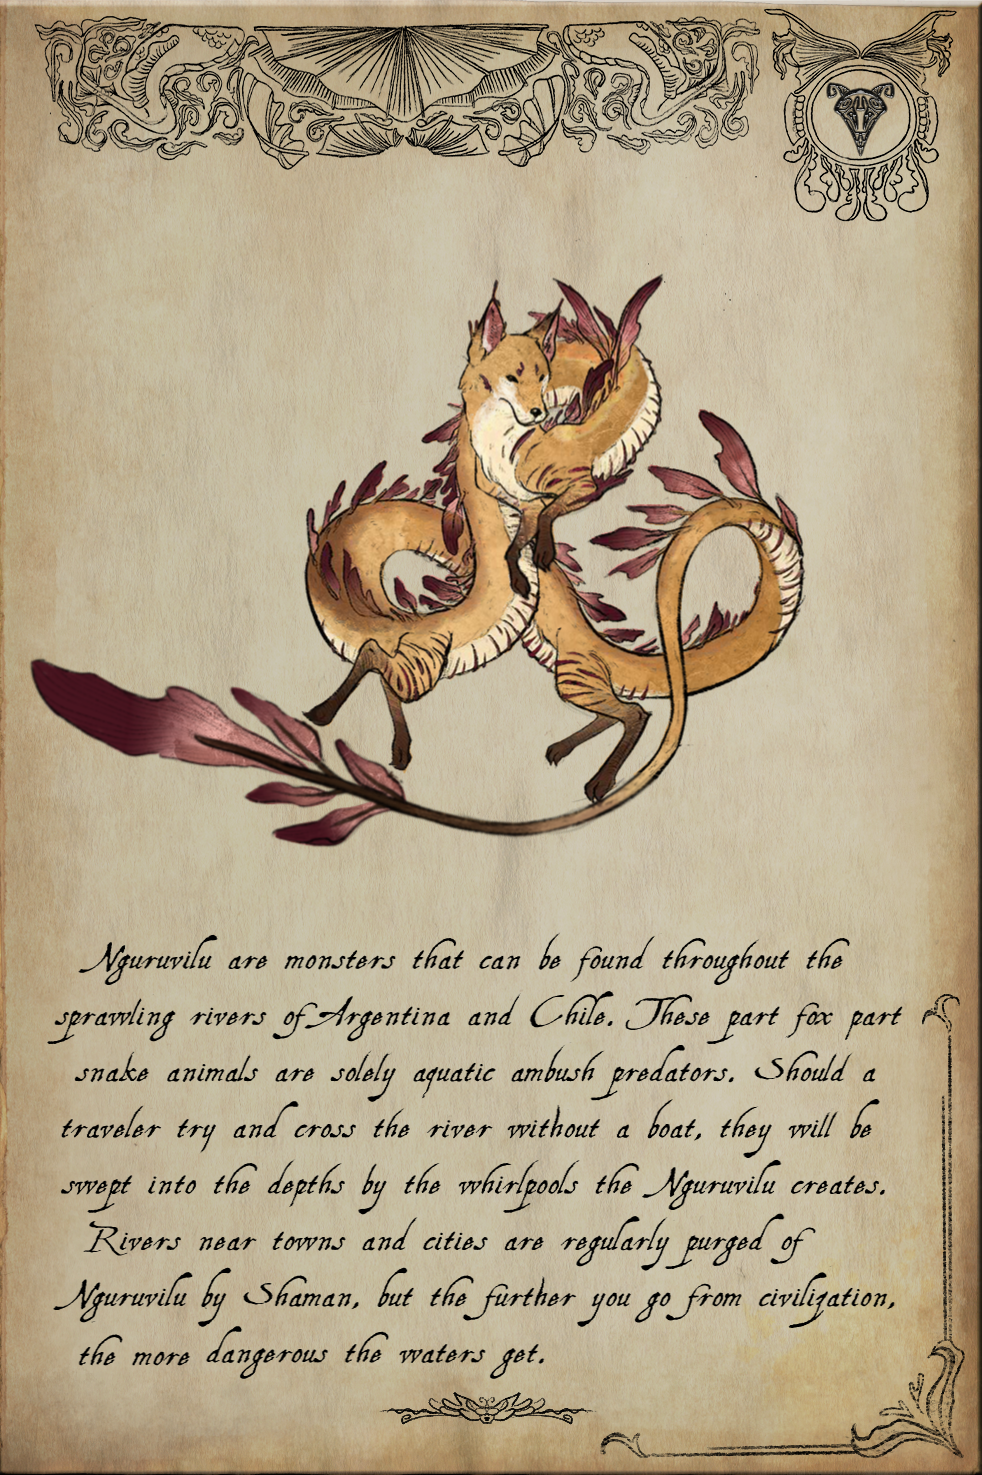 Nguruvilu are monsters that can be found throughout the
sprawling rivers of Argentina and Chile. These part fox part
snake animals are solely aquatic ambush predators. Should a
traveler try and cross the river without a boat, they will be
swept into the depths by the whirlpools the Nguruvilu creates.
Rivers near towns and cities are regularly purged of
Nguruvilu by Shaman, but the further you go from civilization,
the more dangerous the waters get.